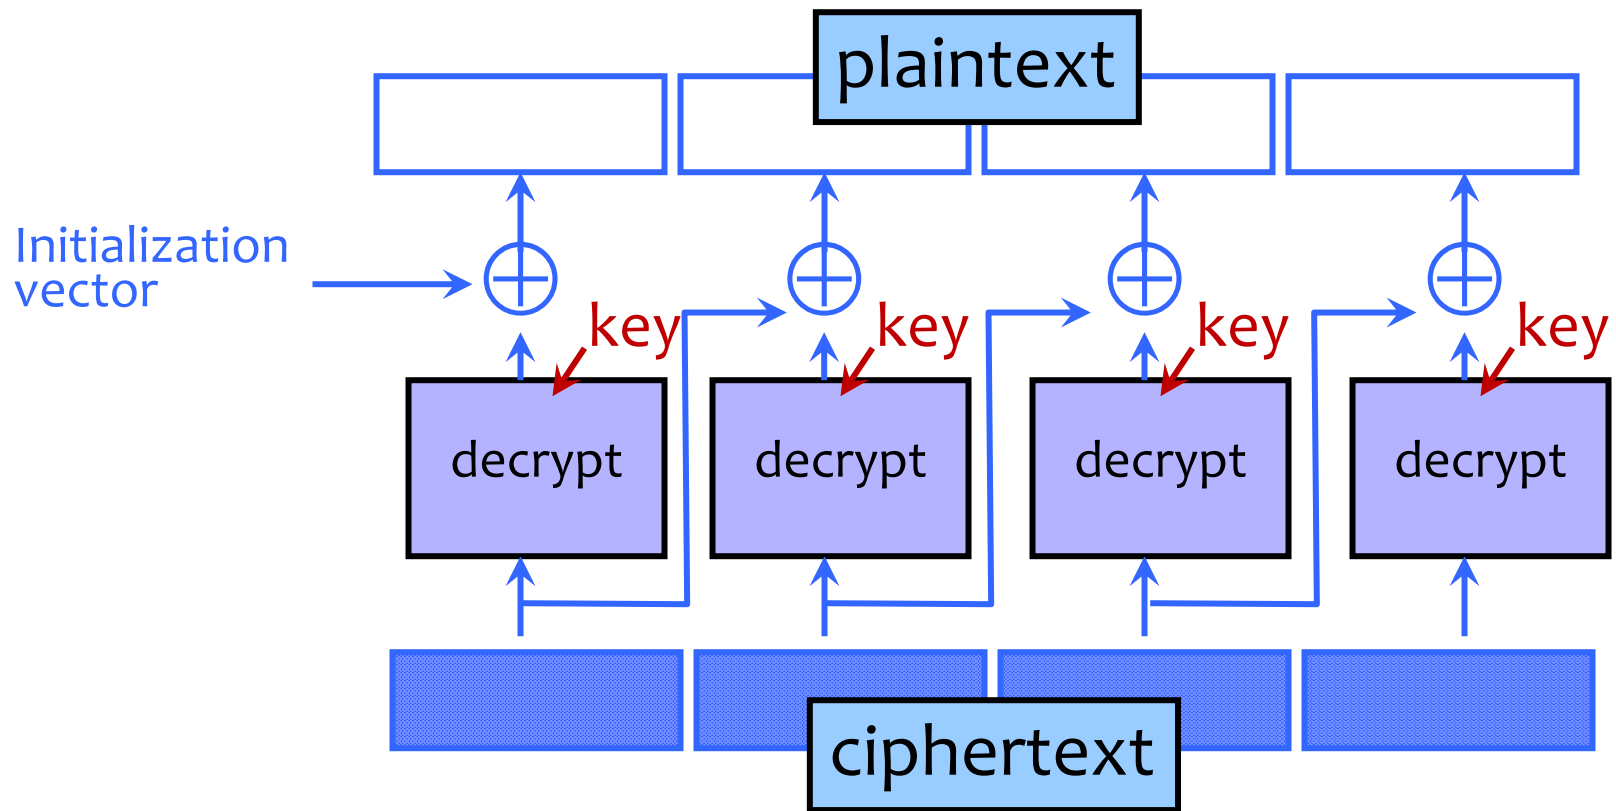 plaintext
Initialization
vector
key key key key
decrypt decrypt decrypt decrypt
ciphertext